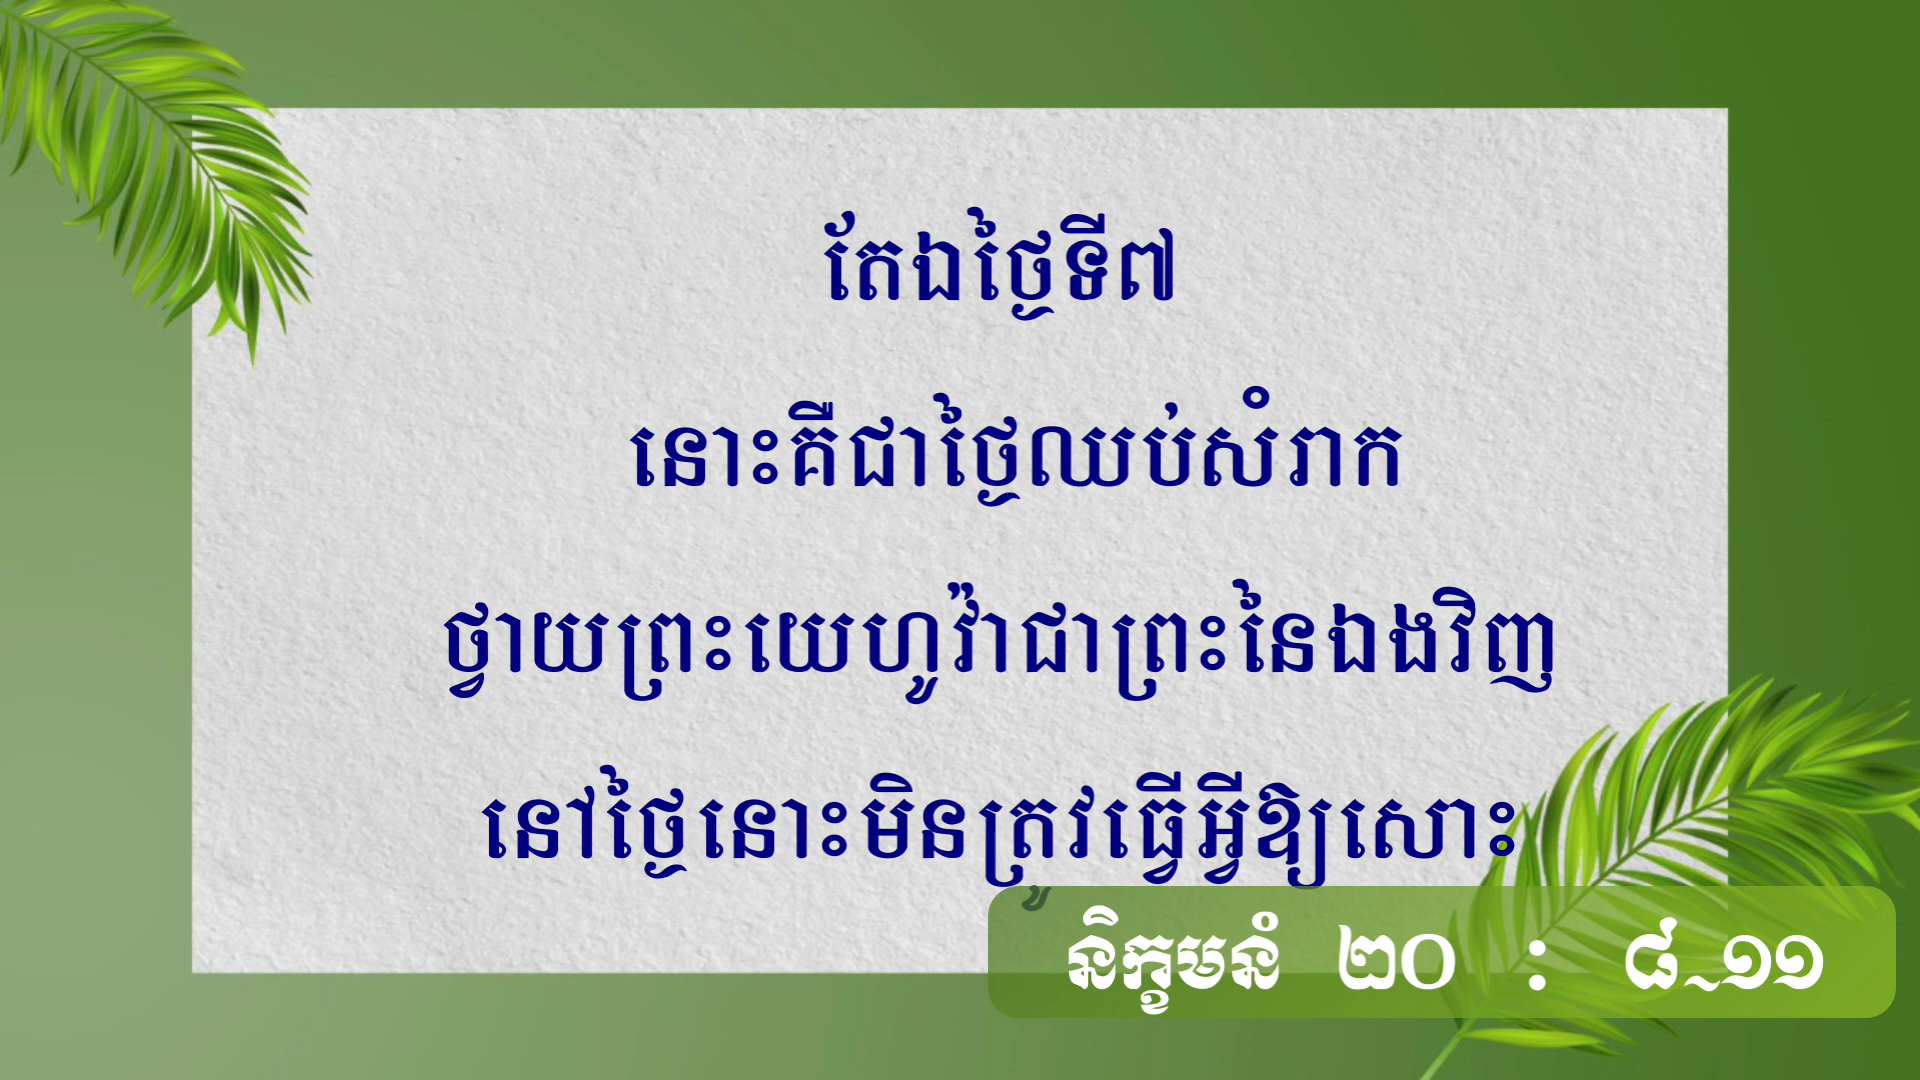 តែឯថ្ងៃទី៧
នោះគឺជាថ្ងៃឈប់សំរាក
ថ្វាយព្រះយេហូវ៉ាជាព្រះនៃឯងវិញ
នៅថ្ងៃនោះមិនត្រូវធ្វើអ្វីឱ្យសោះ
និក្ខមនំ ២០ : ៨~១១